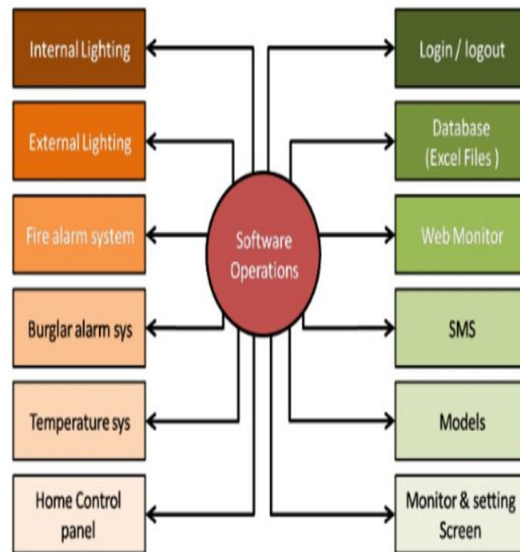 Internal Lighting
External Lighting
Fire alarm system
Burglar alarm sys
Temperature sys
Home Control
panel
Software
Operations
Login / logout
Database
(Excel Files )
Web Monitor
SMS
Models
Monitor & setting
Screen